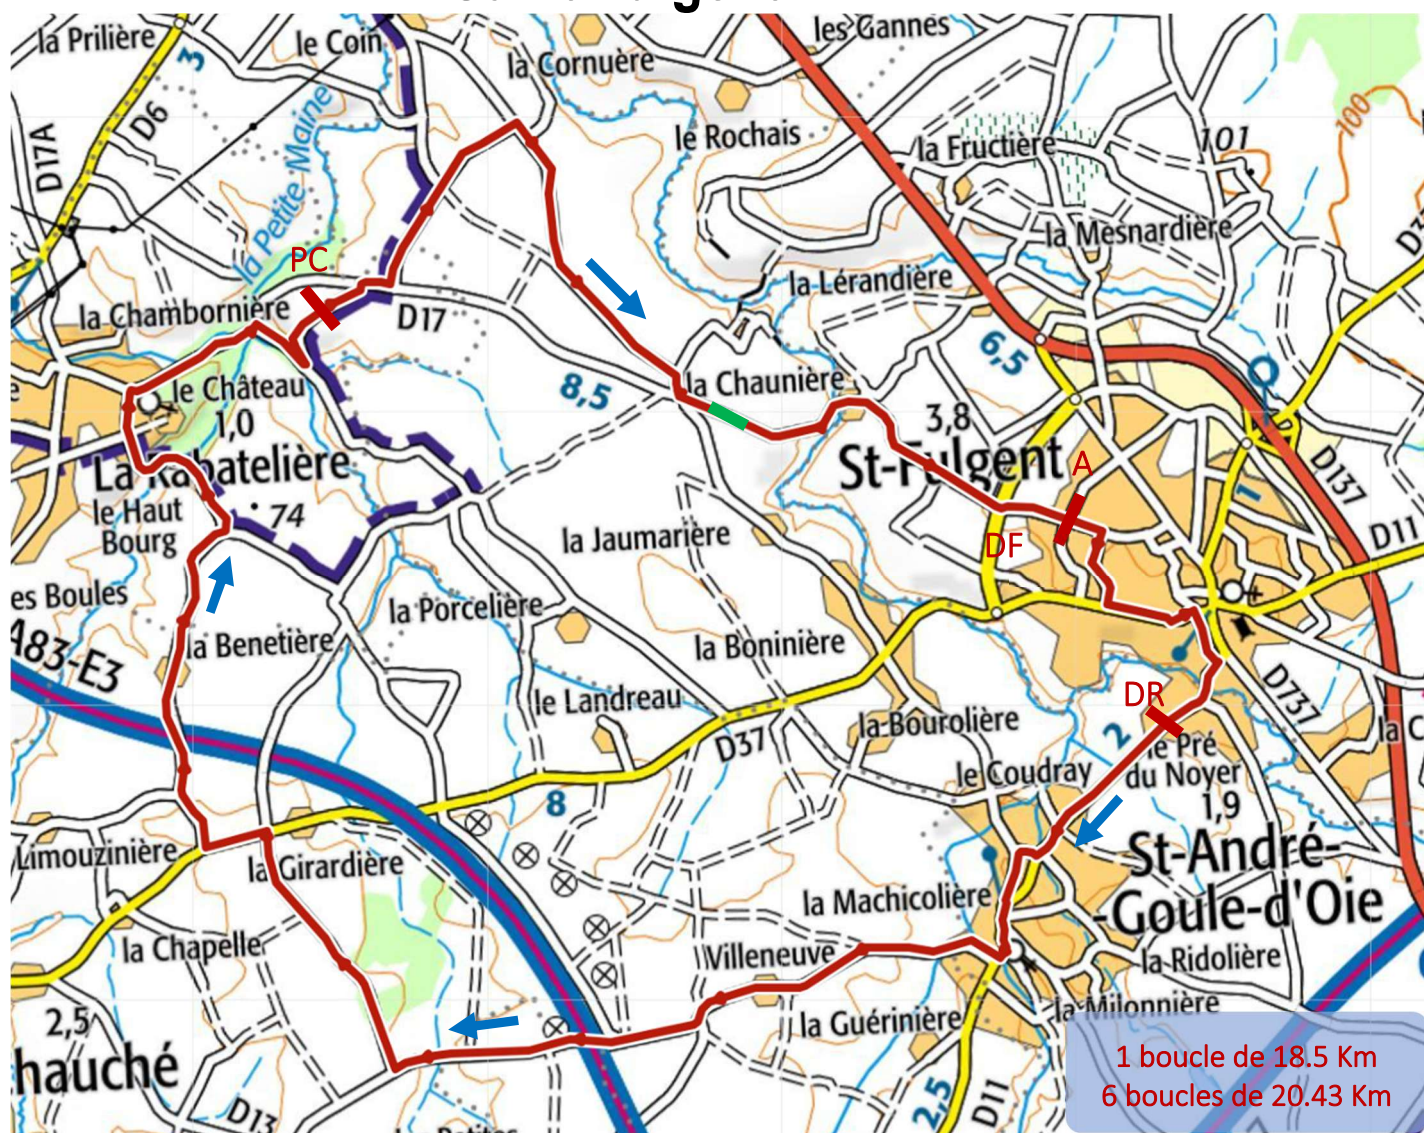 la Prilière
3
le Coin
la Cornuère
les Gannes
D6
D17A
la Petite Maine
le Rochais
la Fructière
101
100
la Mesnardière
PC
la Lérandière
la Chambornière
D17
6,5
le Château
1,0
8,5
la Chaunière
3,8
St-Fulgent
A
D137
La Rabatelière
74
le Haut
Bourg
1
D11
la Jaumarière
DF
es Boules
la Porcelière
la Benetière
la Boninière
A83-E3
D737
le Landreau
DR
la Bourolière
2
D37
le Pré
du Noyer
le Coudray
8
1,9
Limouzinière
la Girardière
St-André-
-Goule-d'Oie
la Machicolière
la Chapelle
Villeneuve
la Ridolière
la Milonnière
2,5
la Guérinière
hauché
1 boucle de 18.5 Km
6 boucles de 20.43 Km
D13
2,5
D11